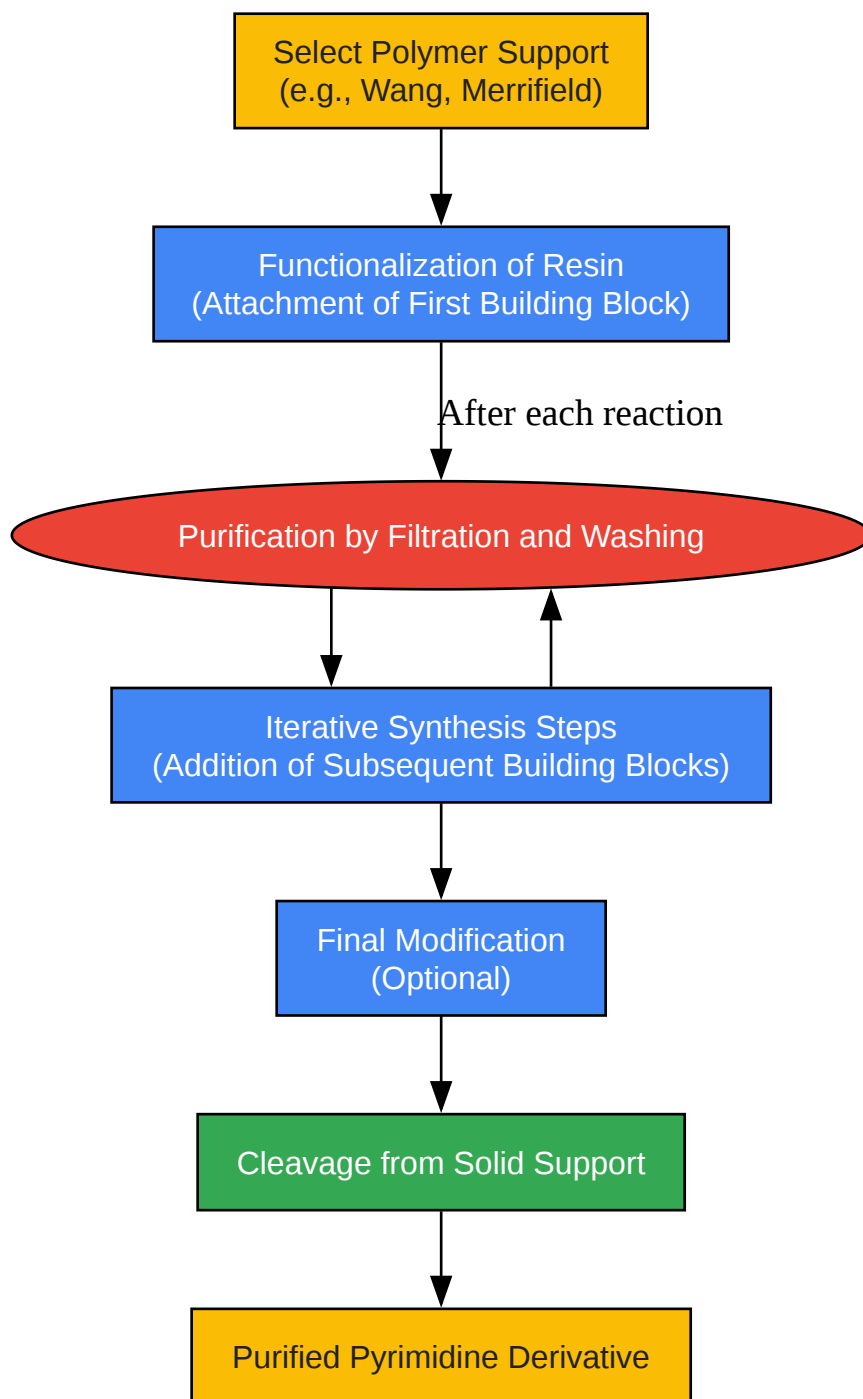 Select Polymer Support
(e.g., Wang, Merrifield)
Functionalization of Resin
(Attachment of First Building Block)
After each reaction
Purification by Filtration and Washing
Iterative Synthesis Steps
(Addition of Subsequent Building Blocks)
Final Modification
(Optional)
Cleavage from Solid Support
Purified Pyrimidine Derivative